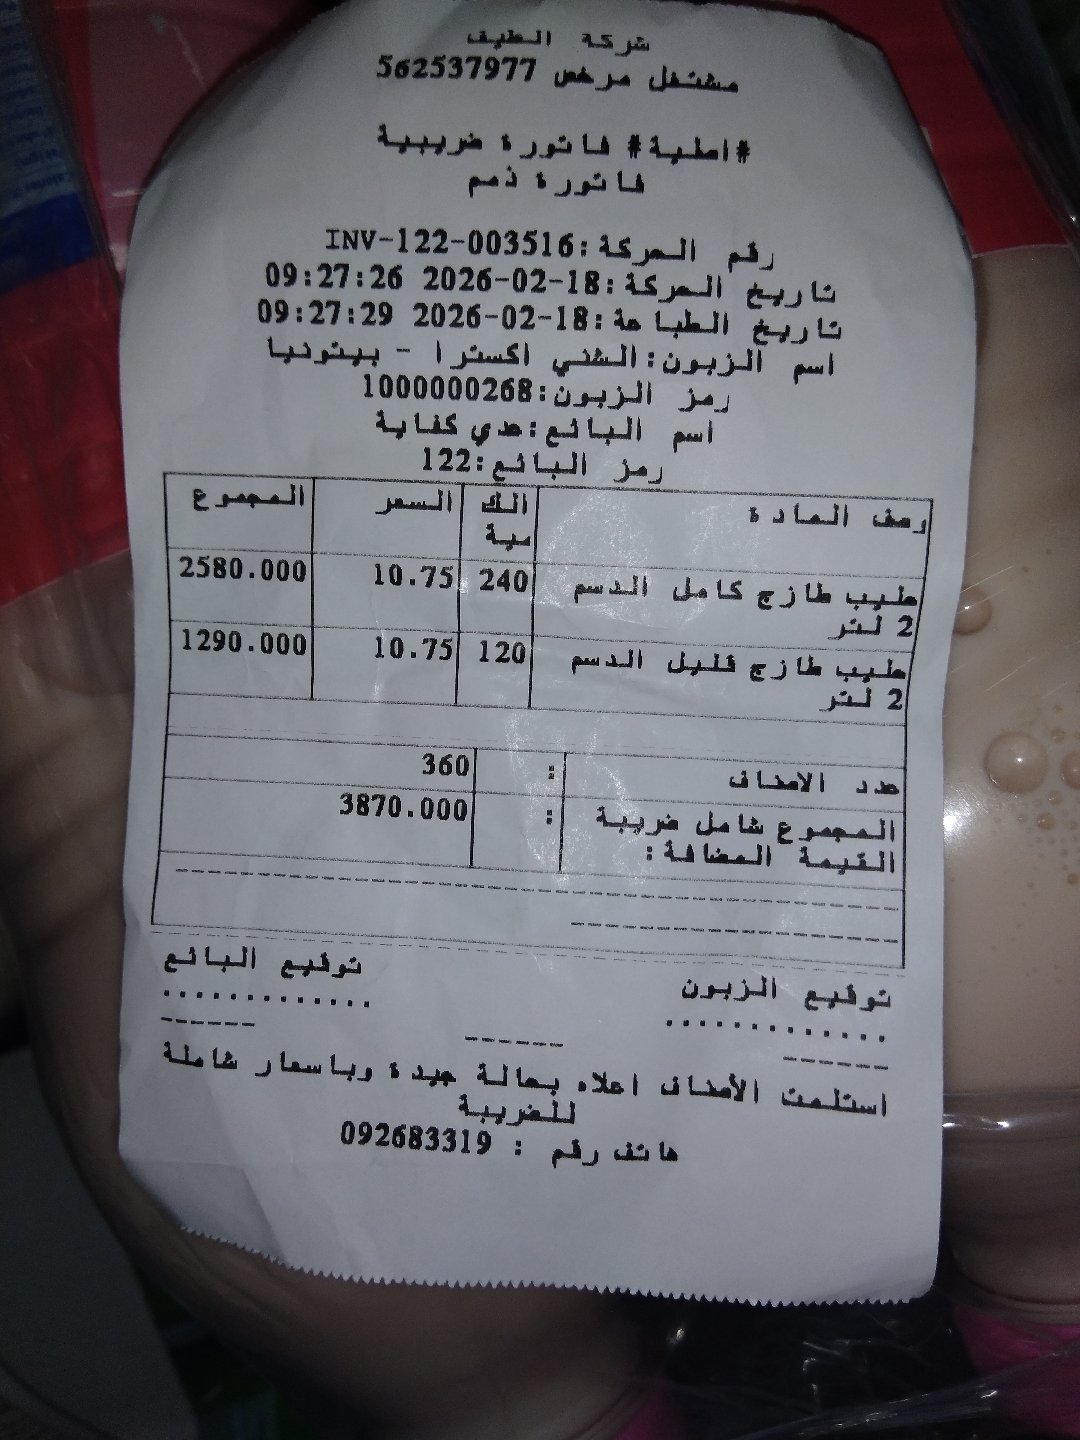 شركة الطيف
مشتغل مرخص 562537977
#اصلية# فاتورة ضريبية
فاتورة ذمم
رقم الحركة:INV-122-003516
تاريخ الحركة:2026-02-18 09:27:26
تاريخ الطباعة:2026-02-18 09:27:29
اسم الزبون:الشني اكسترا - بيتونيا
رمز الزبون:1000000268
اسم البائع:عدي كفاية
رمز البائع:122
وصف المادة الكمية السعر المجموع
حليب طازج كامل الدسم 240 10.75 2580.000
2 لتر
حليب طازج قليل الدسم 120 10.75 1290.000
2 لتر
عدد الاصناف : 360
المجموع شامل ضريبة : 3870.000
القيمة المضافة:
توقيع الزبون توقيع البائع
استلمت الأصناف اعلاه بحالة جيدة وباسعار شاملة
للضريبة
هاتف رقم : 092683319